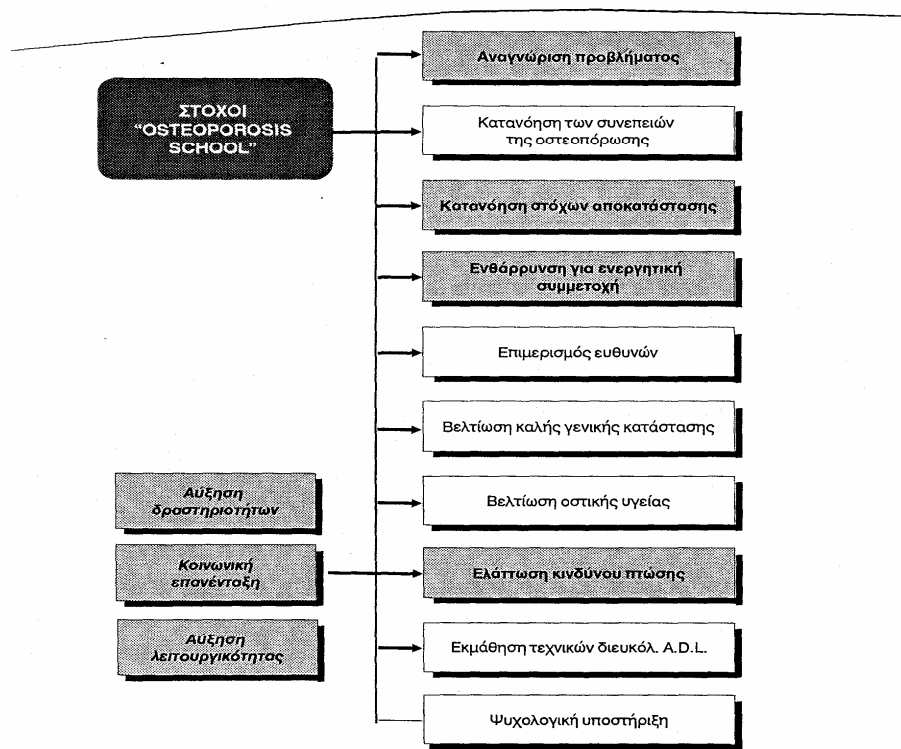 ΣΤΟΧΟΙ
“OSTEOPOROSIS
SCHOOL”
Αναγνώριση προβλήματος
Κατανόηση των συνεπειών
της οστεοπόρωσης
Κατανόηση στόχων αποκατάστασης
Ενθάρρυνση για ενεργητική
συμμετοχή
Επιμερισμός ευθυνών
Βελτίωση καλής γενικής κατάστασης
Βελτίωση οστικής υγείας
Ελάττωση κινδύνου πτώσης
Εκμάθηση τεχνικών διευκόλ. A.D.L.
Ψυχολογική υποστήριξη
Αύξηση
δραστηριοτήτων
Κοινωνική
επανένταξη
Αύξηση
λειτουργικότητας